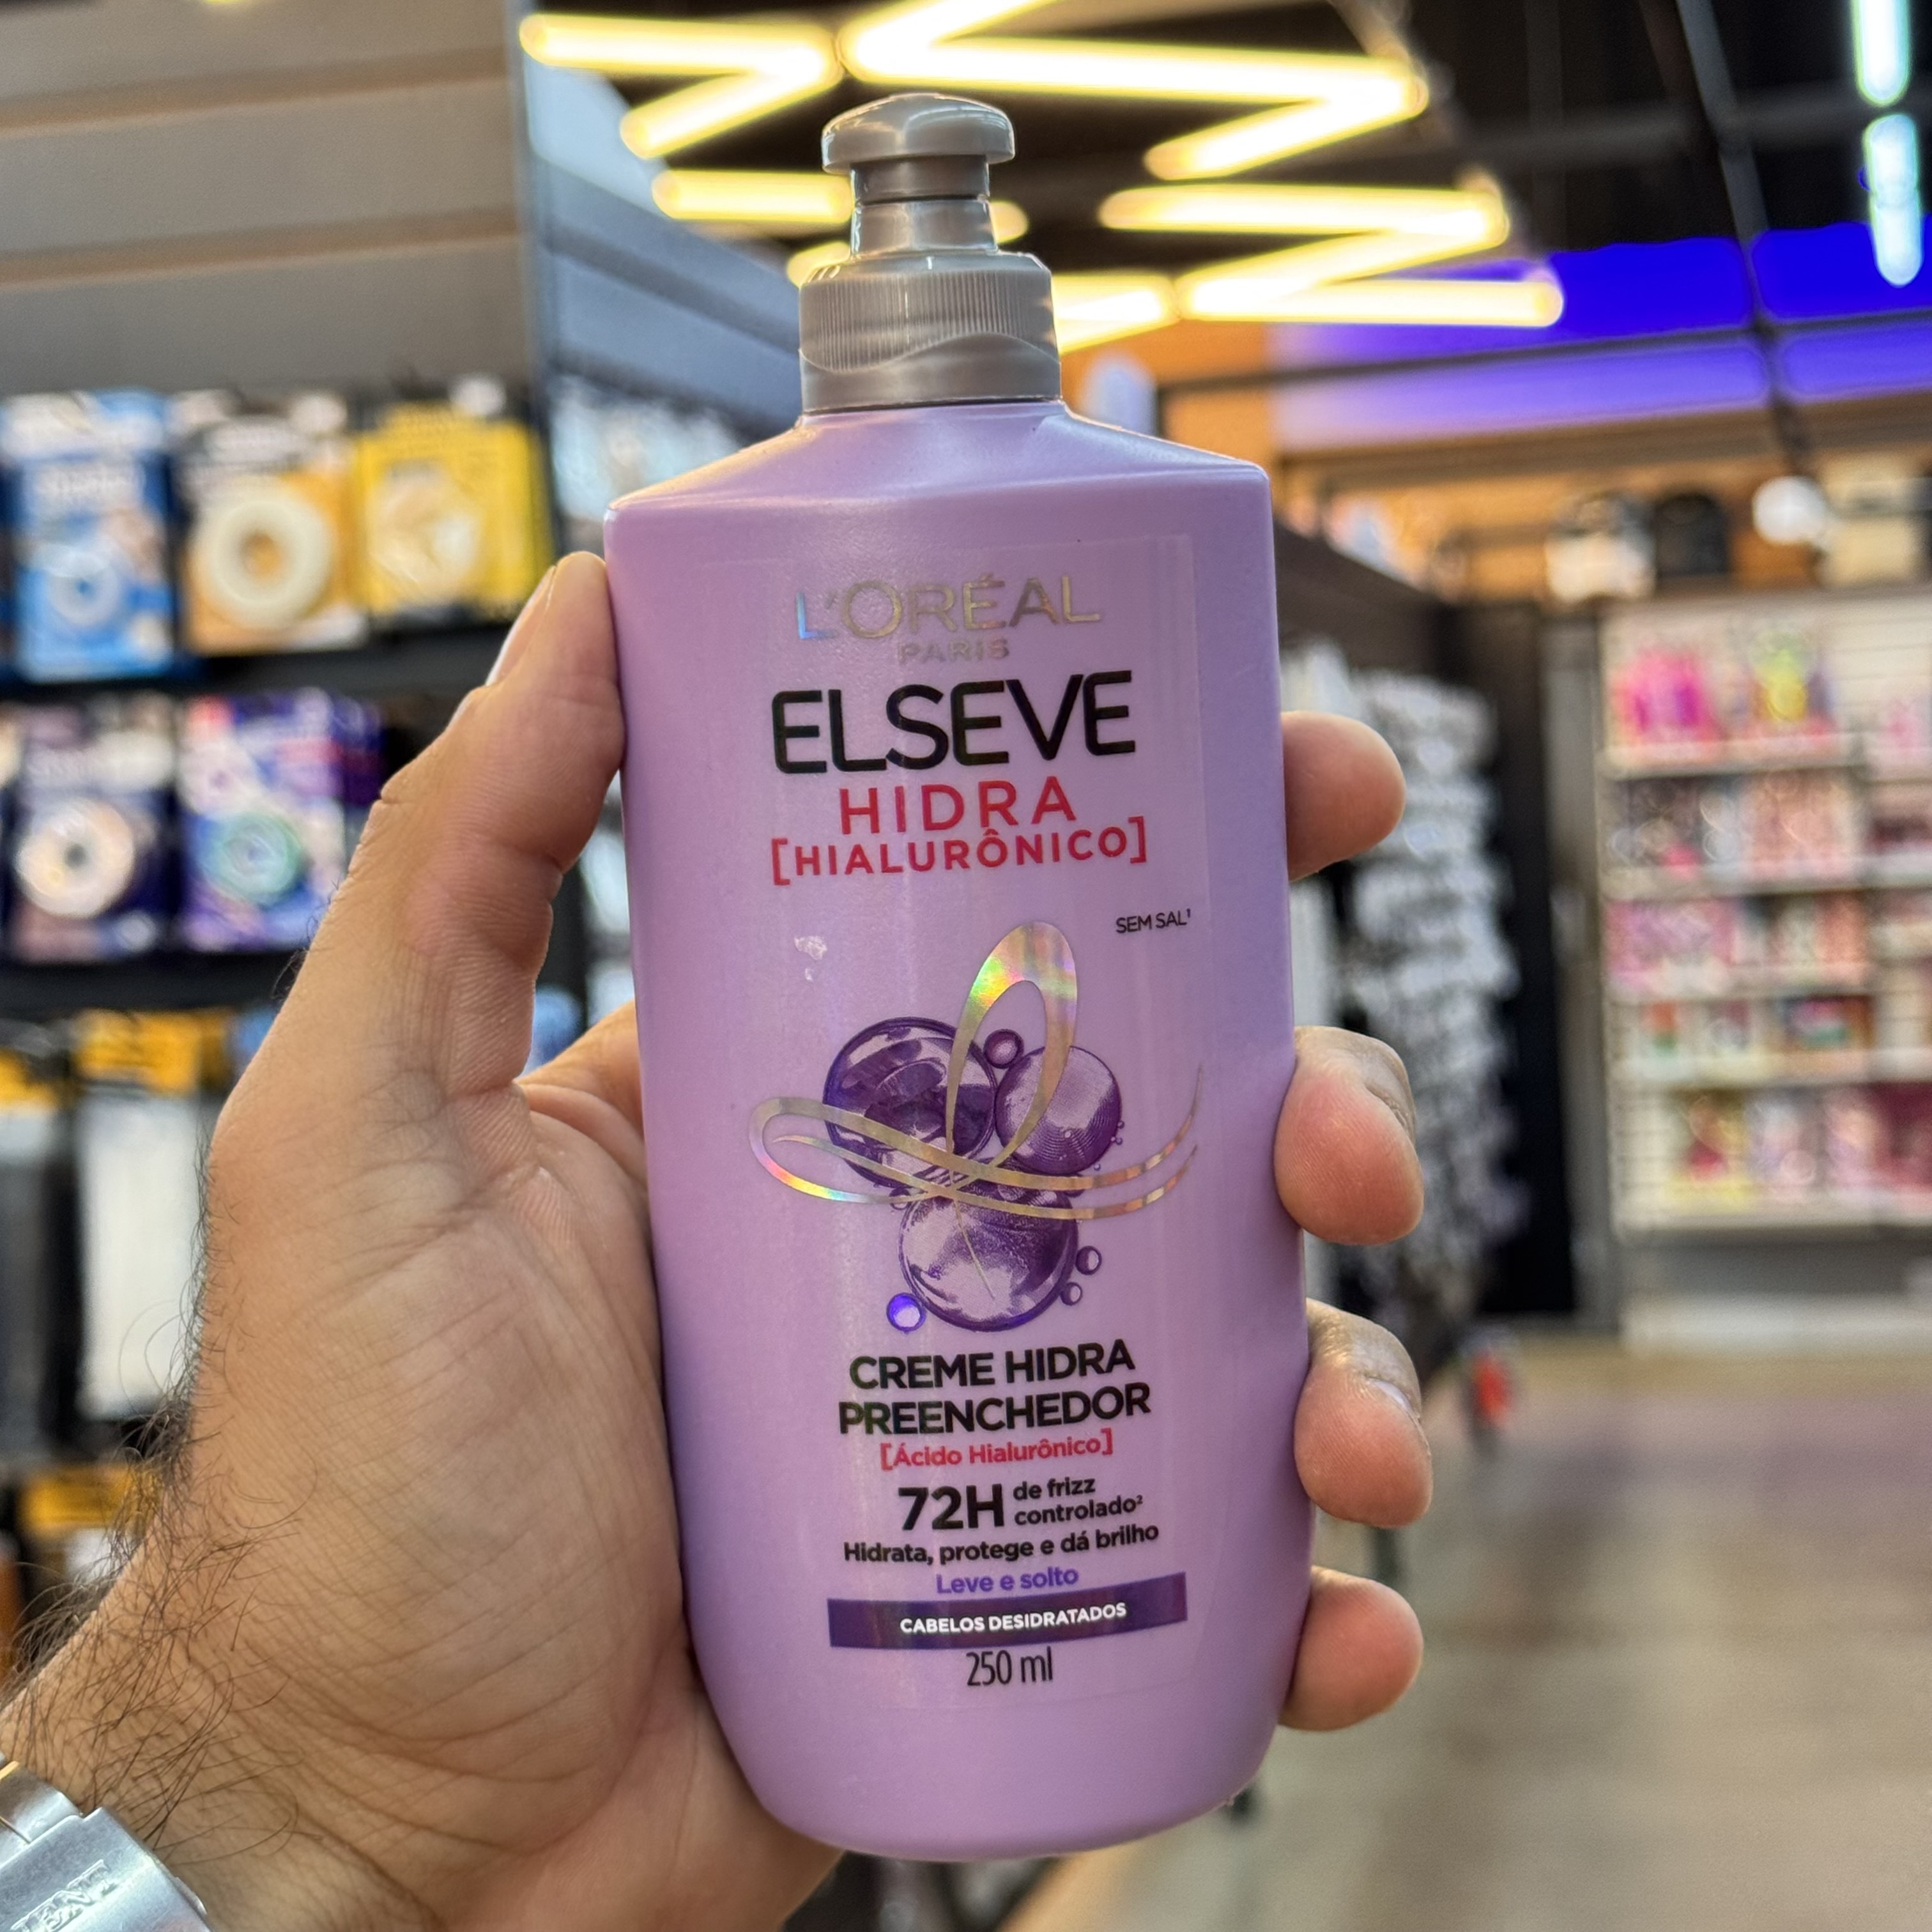 L'ORÉAL
PARIS
ELSEVE
HIDRA
[HIALURÔNICO]
SEM SAL¹
CREME HIDRA
PREENCHEDOR
[Ácido Hialurônico]
72H de frizz
controlado²
Hidrata, protege e dá brilho
Leve e solto
CABELOS DESIDRATADOS
250 ml